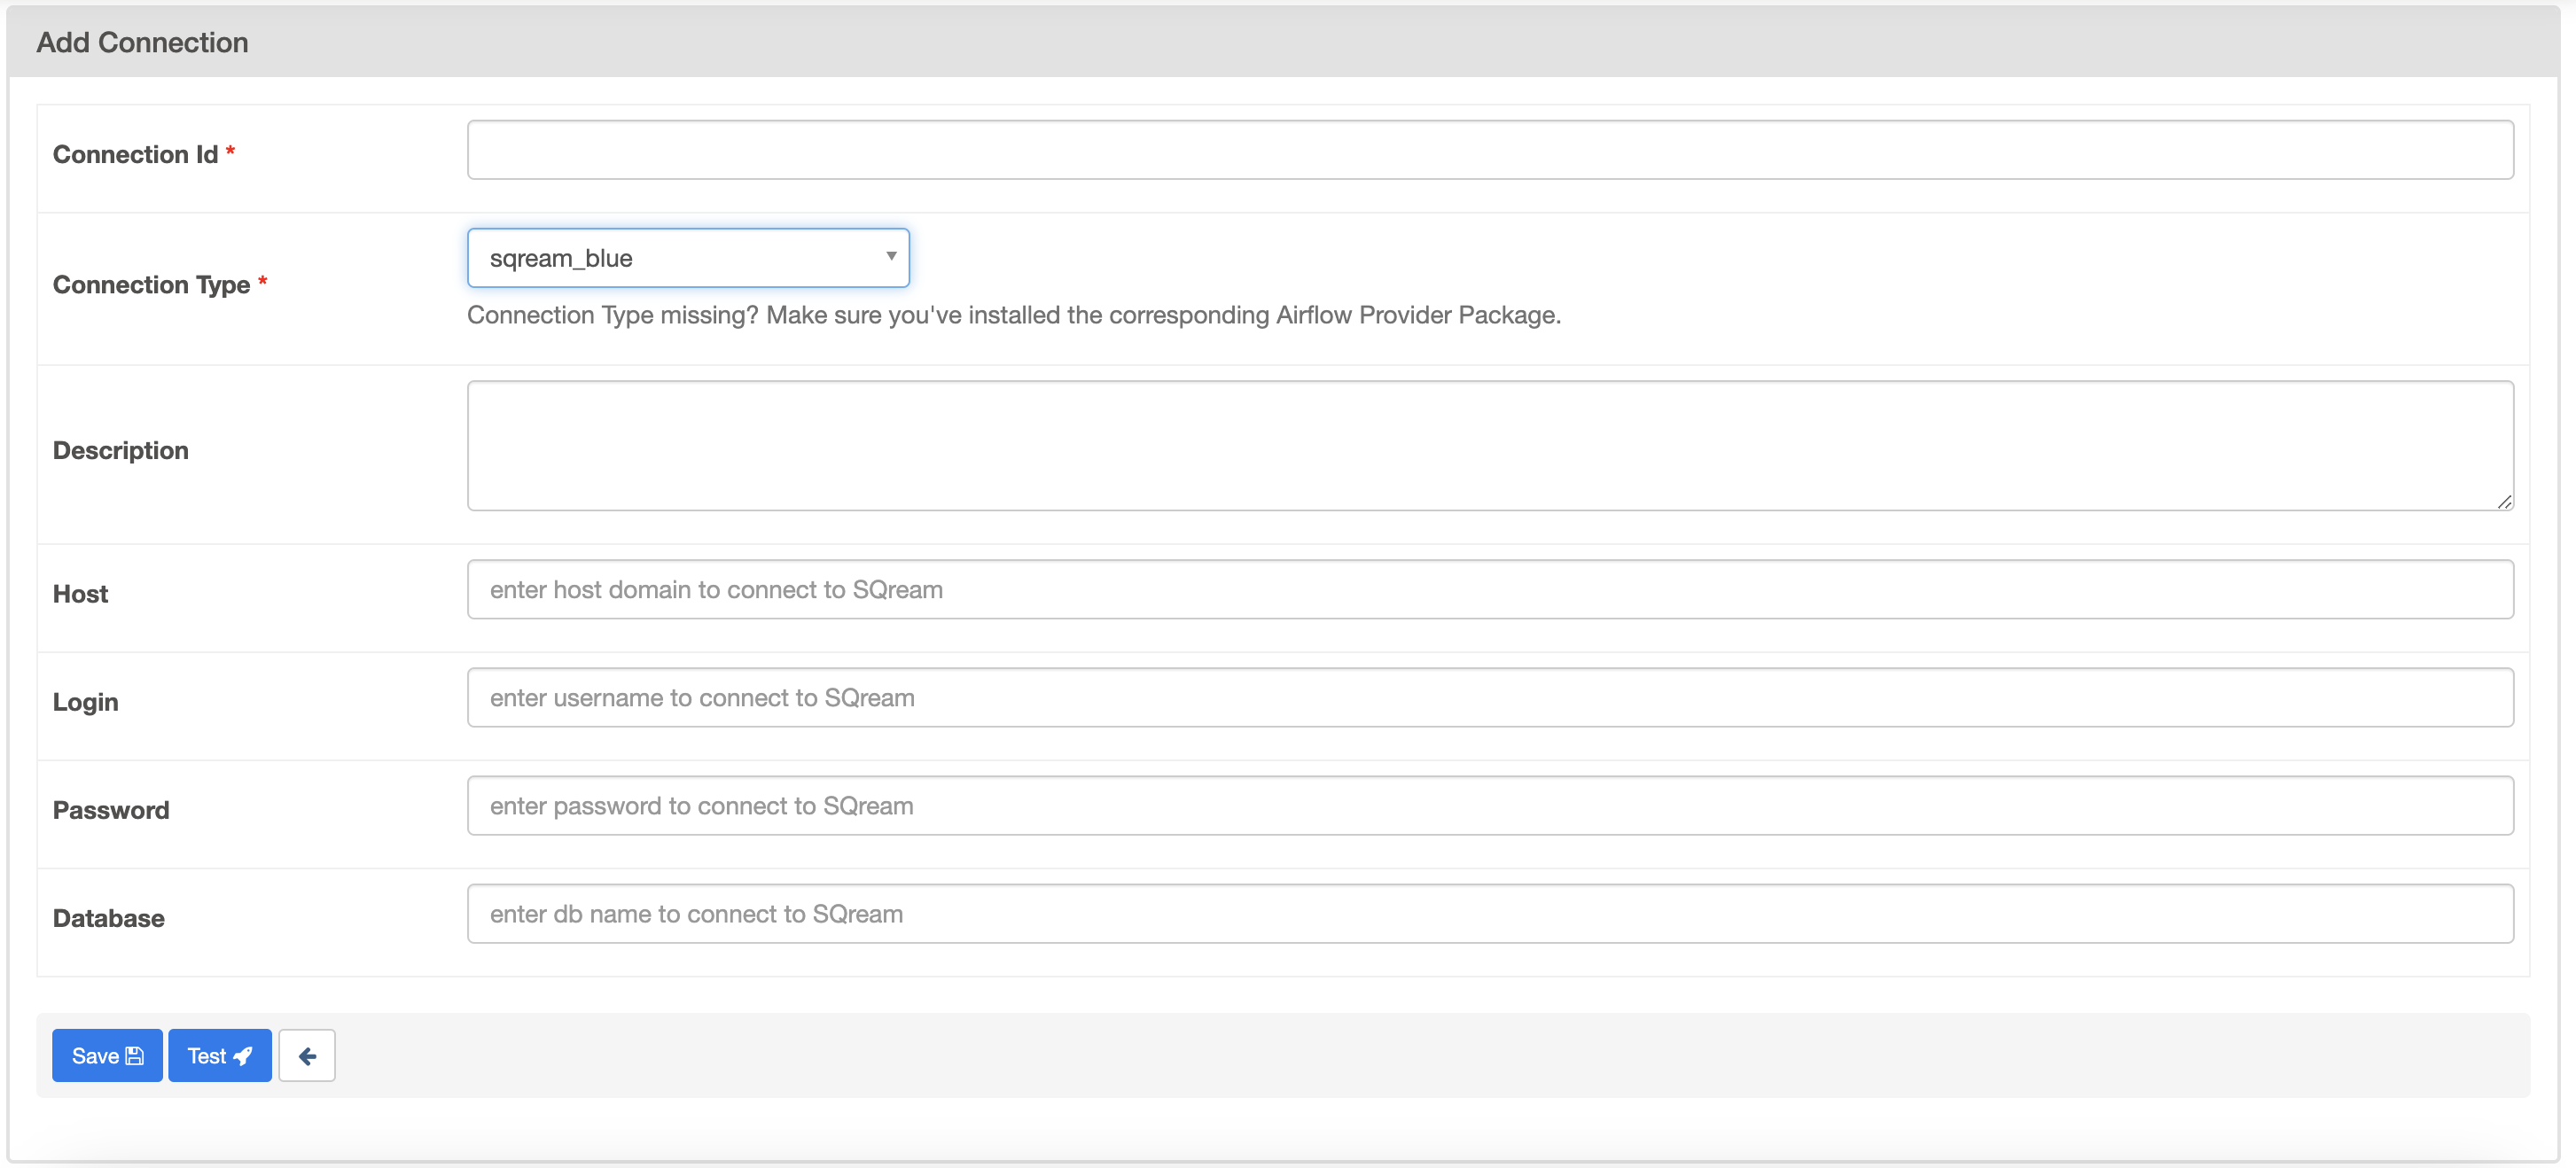 Add Connection
Connection Id *
Connection Type *
sqream_blue
Connection Type missing? Make sure you've installed the corresponding Airflow Provider Package.
Description
Host
enter host domain to connect to SQream
Login
enter username to connect to SQream
Password
enter password to connect to SQream
Database
enter db name to connect to SQream
Save
Test